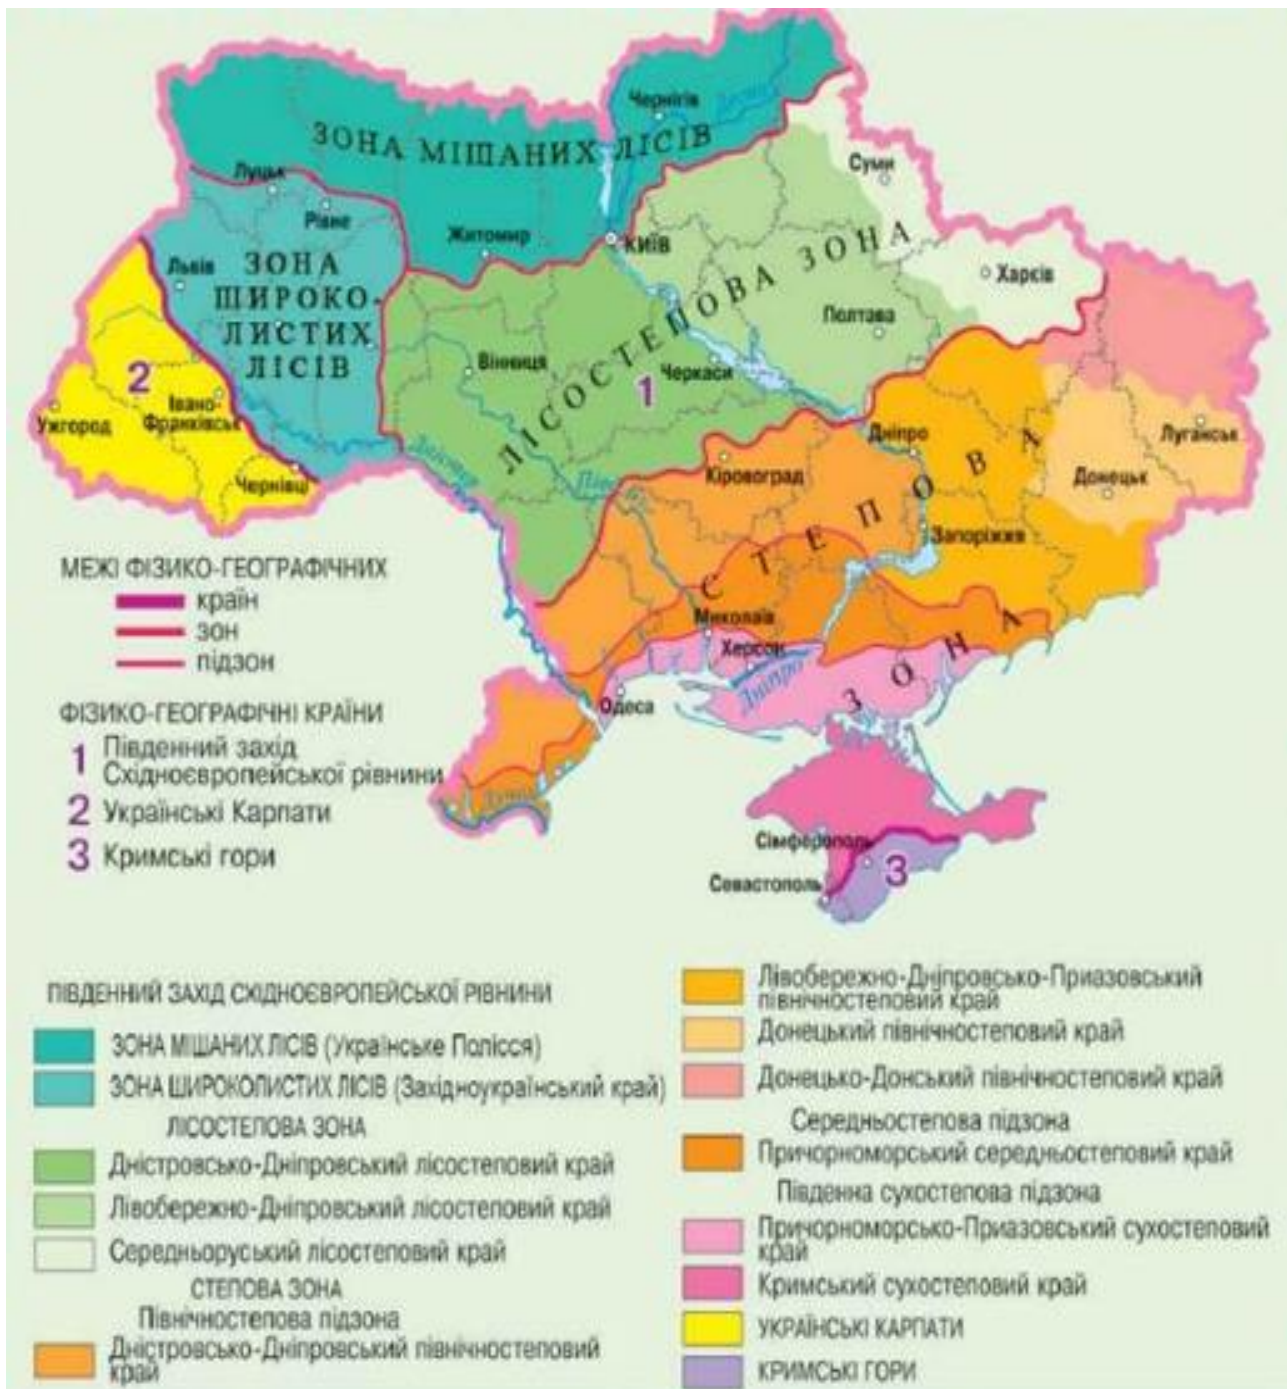 Чернігів
Десна
ЗОНА МІШАНИХ ЛІСІВ
Суми
Луцьк
Рівне
Житомир
КИЇВ
Львів
ЗОНА
ШИРОКО-
ЛИСТИХ
ЛІСІВ
Харків
ЛІСОСТЕПОВА ЗОНА
Полтава
Вінниця
Черкаси
1
2
Івано-
Франківськ
Ужгород
Чернівці
Дністер
Дніпро
Луганськ
Кіровоград
Донецьк
Запоріжжя
СТЕПОВА
ЗОНА
Миколаїв
Херсон
Дніпро
Одеса
Дунай
Сімферополь
3
Севастополь
МЕЖІ ФІЗИКО-ГЕОГРАФІЧНИХ
країн
зон
підзон
ФІЗИКО-ГЕОГРАФІЧНІ КРАЇНИ
1 Південний захід
Східноєвропейської рівнини
2 Українські Карпати
3 Кримські гори
ПІВДЕННИЙ ЗАХІД СХІДНОЄВРОПЕЙСЬКОЇ РІВНИНИ
ЗОНА МІШАНИХ ЛІСІВ (Українське Полісся)
ЗОНА ШИРОКОЛИСТИХ ЛІСІВ (Західноукраїнський край)
ЛІСОСТЕПОВА ЗОНА
Дністровсько-Дніпровський лісостеповий край
Лівобережно-Дніпровський лісостеповий край
Середньоруський лісостеповий край
СТЕПОВА ЗОНА
Північностепова підзона
Дністровсько-Дніпровський північностеповий
край
Лівобережно-Дніпровсько-Приазовський
північностеповий край
Донецький північностеповий край
Донецько-Донський північностеповий край
Середньостепова підзона
Причорноморський середньостеповий край
Південна сухостепова підзона
Причорноморсько-Приазовський сухостеповий
край
Кримський сухостеповий край
УКРАЇНСЬКІ КАРПАТИ
КРИМСЬКІ ГОРИ